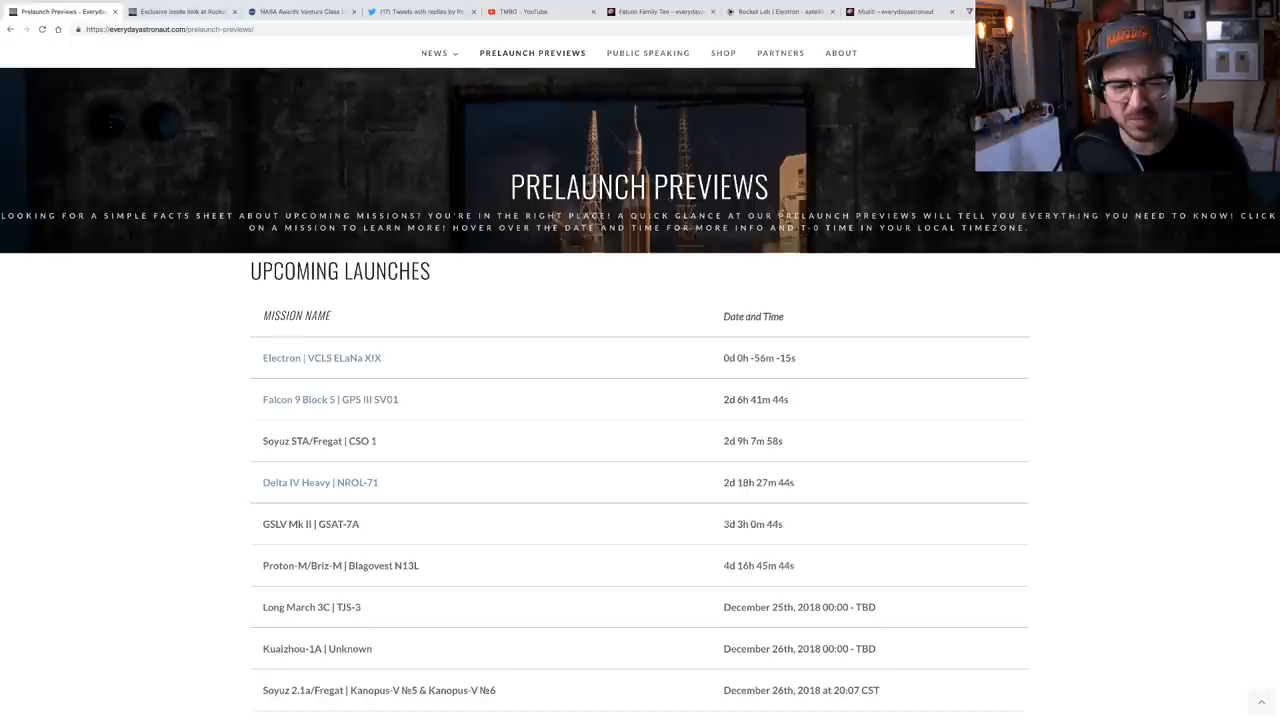 Prelaunch Previews - Everyda
Exclusive inside look at Rocke
NASA Awards Venture Class L
(17) Tweets with replies by Ro
TMRO - YouTube
Falcon Family Tee – everydaya
Rocket Lab | Electron - satelli
Music – everydayastronaut
https://everydayastronaut.com/prelaunch-previews/
NEWS
PRELAUNCH PREVIEWS
PUBLIC SPEAKING
SHOP
PARTNERS
ABOUT
PRELAUNCH PREVIEWS
LOOKING FOR A SIMPLE FACTS SHEET ABOUT UPCOMING MISSIONS? YOU'RE IN THE RIGHT PLACE! A QUICK GLANCE AT OUR PRELAUNCH PREVIEWS WILL TELL YOU EVERYTHING YOU NEED TO KNOW! CLICK
ON A MISSION TO LEARN MORE! HOVER OVER THE DATE AND TIME FOR MORE INFO AND T-0 TIME IN YOUR LOCAL TIMEZONE.
UPCOMING LAUNCHES
MISSION NAME Date and Time
Electron | VCLS ELaNa XIX 0d 0h -56m -15s
Falcon 9 Block 5 | GPS III SV01 2d 6h 41m 44s
Soyuz STA/Fregat | CSO 1 2d 9h 7m 58s
Delta IV Heavy | NROL-71 2d 18h 27m 44s
GSLV Mk II | GSAT-7A 3d 3h 0m 44s
Proton-M/Briz-M | Blagovest N13L 4d 16h 45m 44s
Long March 3C | TJS-3 December 25th, 2018 00:00 - TBD
Kuaizhou-1A | Unknown December 26th, 2018 00:00 - TBD
Soyuz 2.1a/Fregat | Kanopus-V №5 & Kanopus-V №6 December 26th, 2018 at 20:07 CST